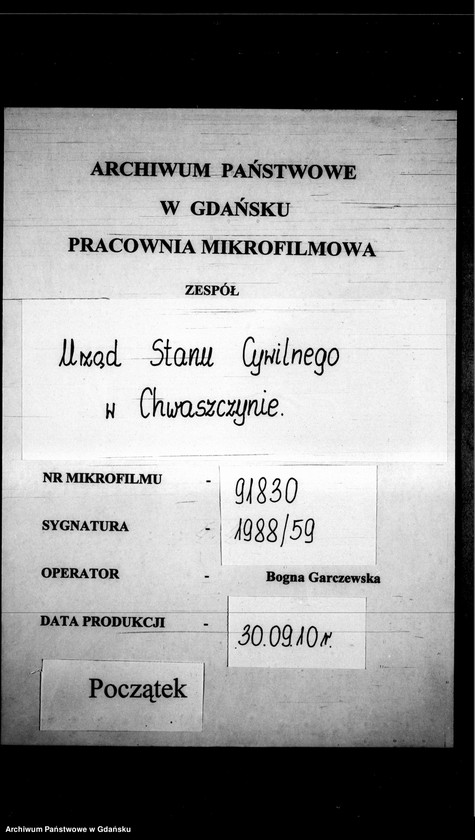 ARCHIWUM PAŃSTWOWE
W GDAŃSKU
PRACOWNIA MIKROFILMOWA
ZESPÓŁ
Urząd Stanu Cywilnego
w Chwaszczynie.
NR MIKROFILMU - 91830
SYGNATURA - 1988/59
OPERATOR - Bogna Garczewska
DATA PRODUKCJI - 30.09.10r.
Początek
Archiwum Państwowe w Gdańsku